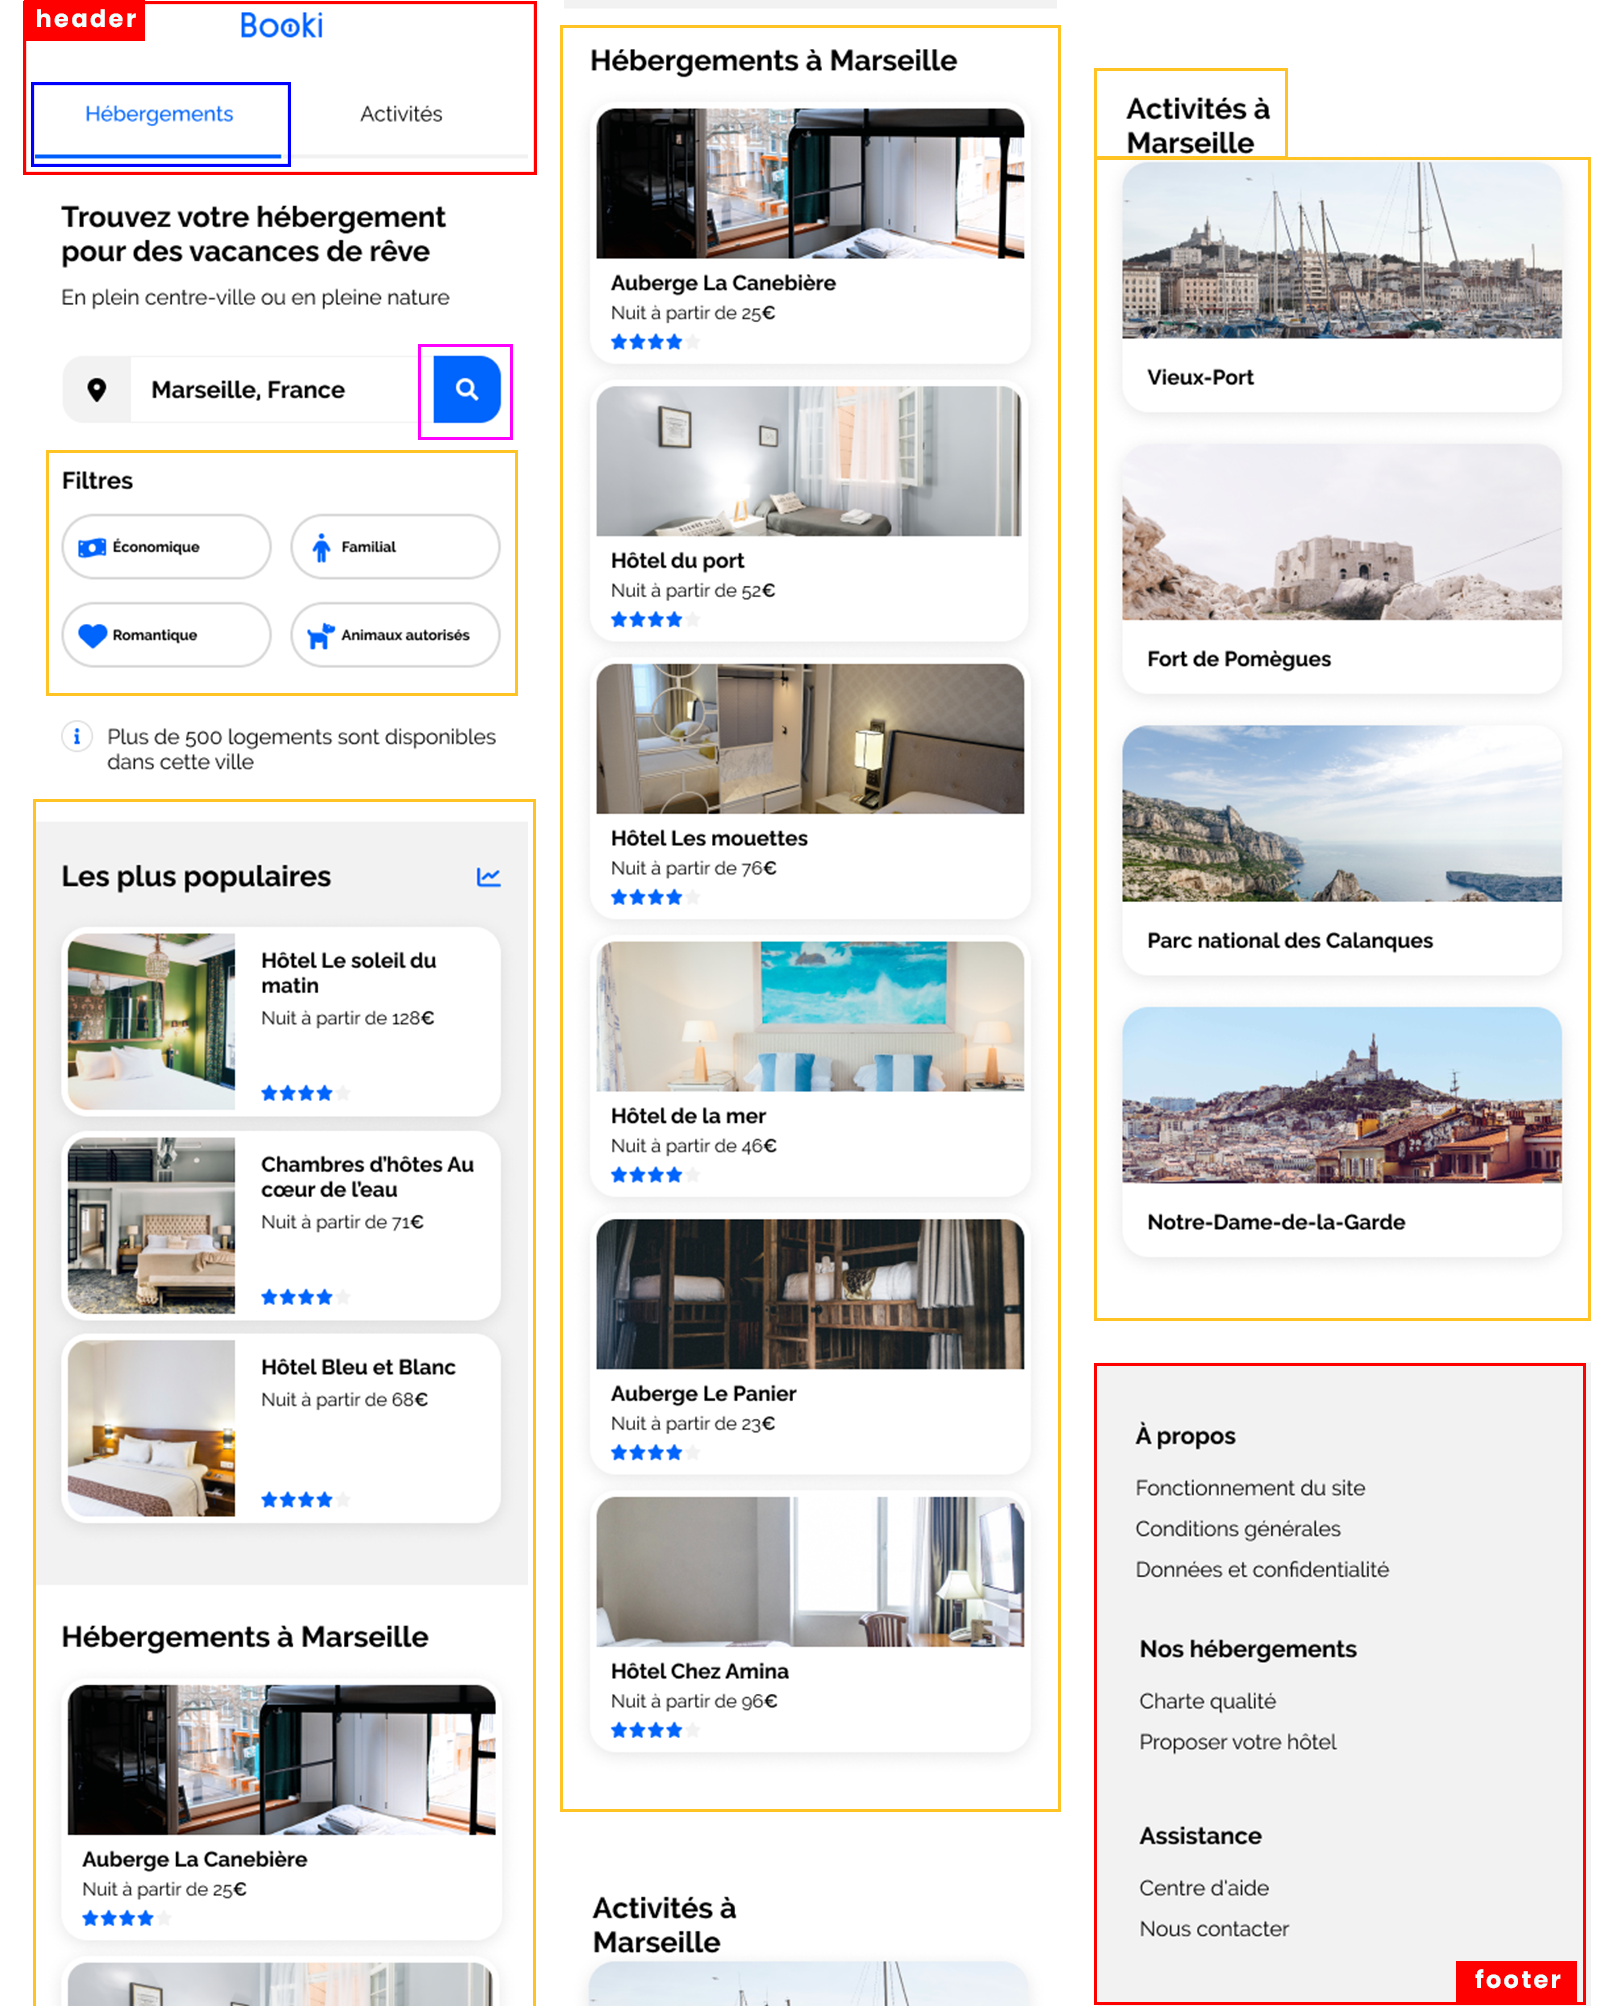 header
Booki
Hébergements
Activités
Trouvez votre hébergement
pour des vacances de rêve
En plein centre-ville ou en pleine nature
Marseille, France
Filtres
Économique
Familial
Romantique
Animaux autorisés
Plus de 500 logements sont disponibles
dans cette ville
Les plus populaires
Hôtel Le soleil du
matin
Nuit à partir de 128€
Chambres d'hôtes Au
cœur de l'eau
Nuit à partir de 71€
Hôtel Bleu et Blanc
Nuit à partir de 68€
Hébergements à Marseille
Auberge La Canebière
Nuit à partir de 25€
Hébergements à Marseille
Auberge La Canebière
Nuit à partir de 25€
Hôtel du port
Nuit à partir de 52€
Hôtel Les mouettes
Nuit à partir de 76€
Hôtel de la mer
Nuit à partir de 46€
Auberge Le Panier
Nuit à partir de 23€
Hôtel Chez Amina
Nuit à partir de 96€
Activités à
Marseille
Activités à
Marseille
Vieux-Port
Fort de Pomègues
Parc national des Calanques
Notre-Dame-de-la-Garde
À propos
Fonctionnement du site
Conditions générales
Données et confidentialité
Nos hébergements
Charte qualité
Proposer votre hôtel
Assistance
Centre d'aide
Nous contacter
footer